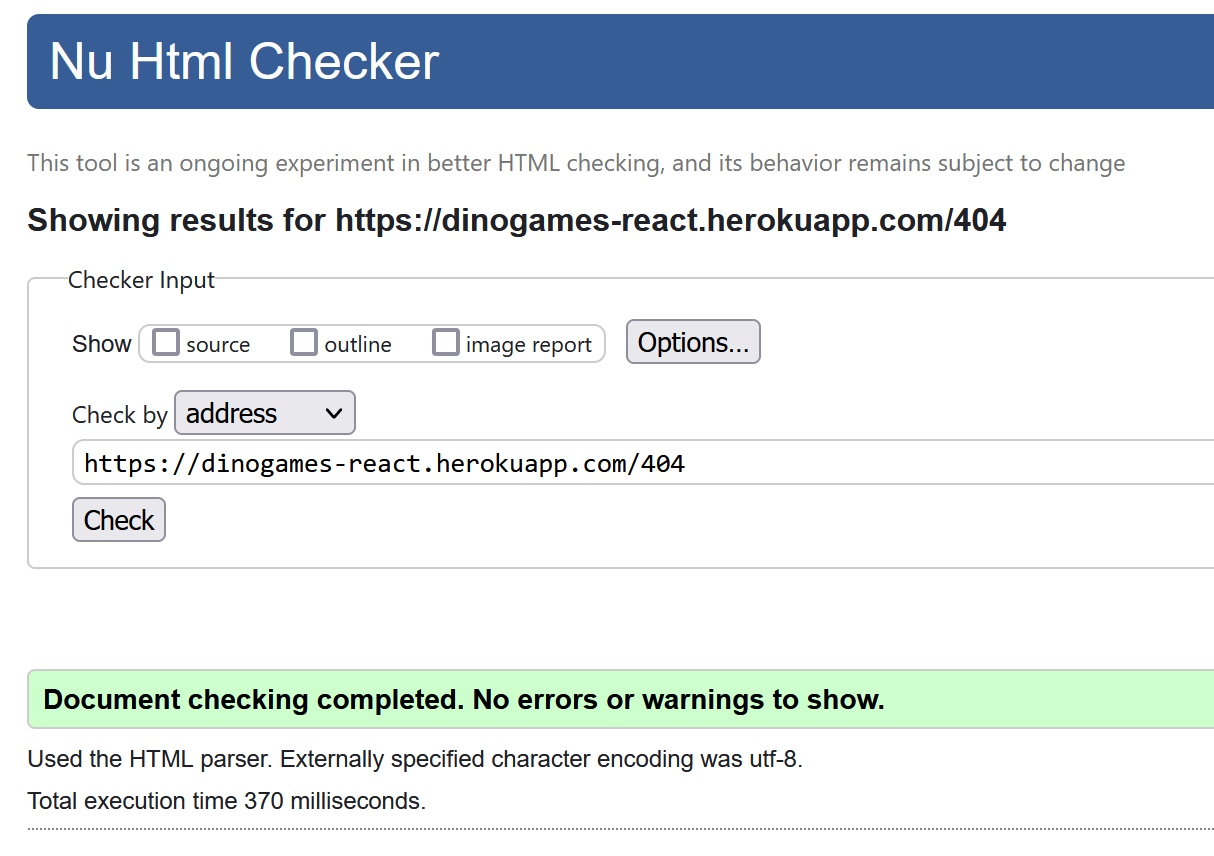 Nu Html Checker
This tool is an ongoing experiment in better HTML checking, and its behavior remains subject to change
Showing results for https://dinogames-react.herokuapp.com/404
Checker Input
Show source outline image report Options...
Check by address
https://dinogames-react.herokuapp.com/404
Check
Document checking completed. No errors or warnings to show.
Used the HTML parser. Externally specified character encoding was utf-8.
Total execution time 370 milliseconds.